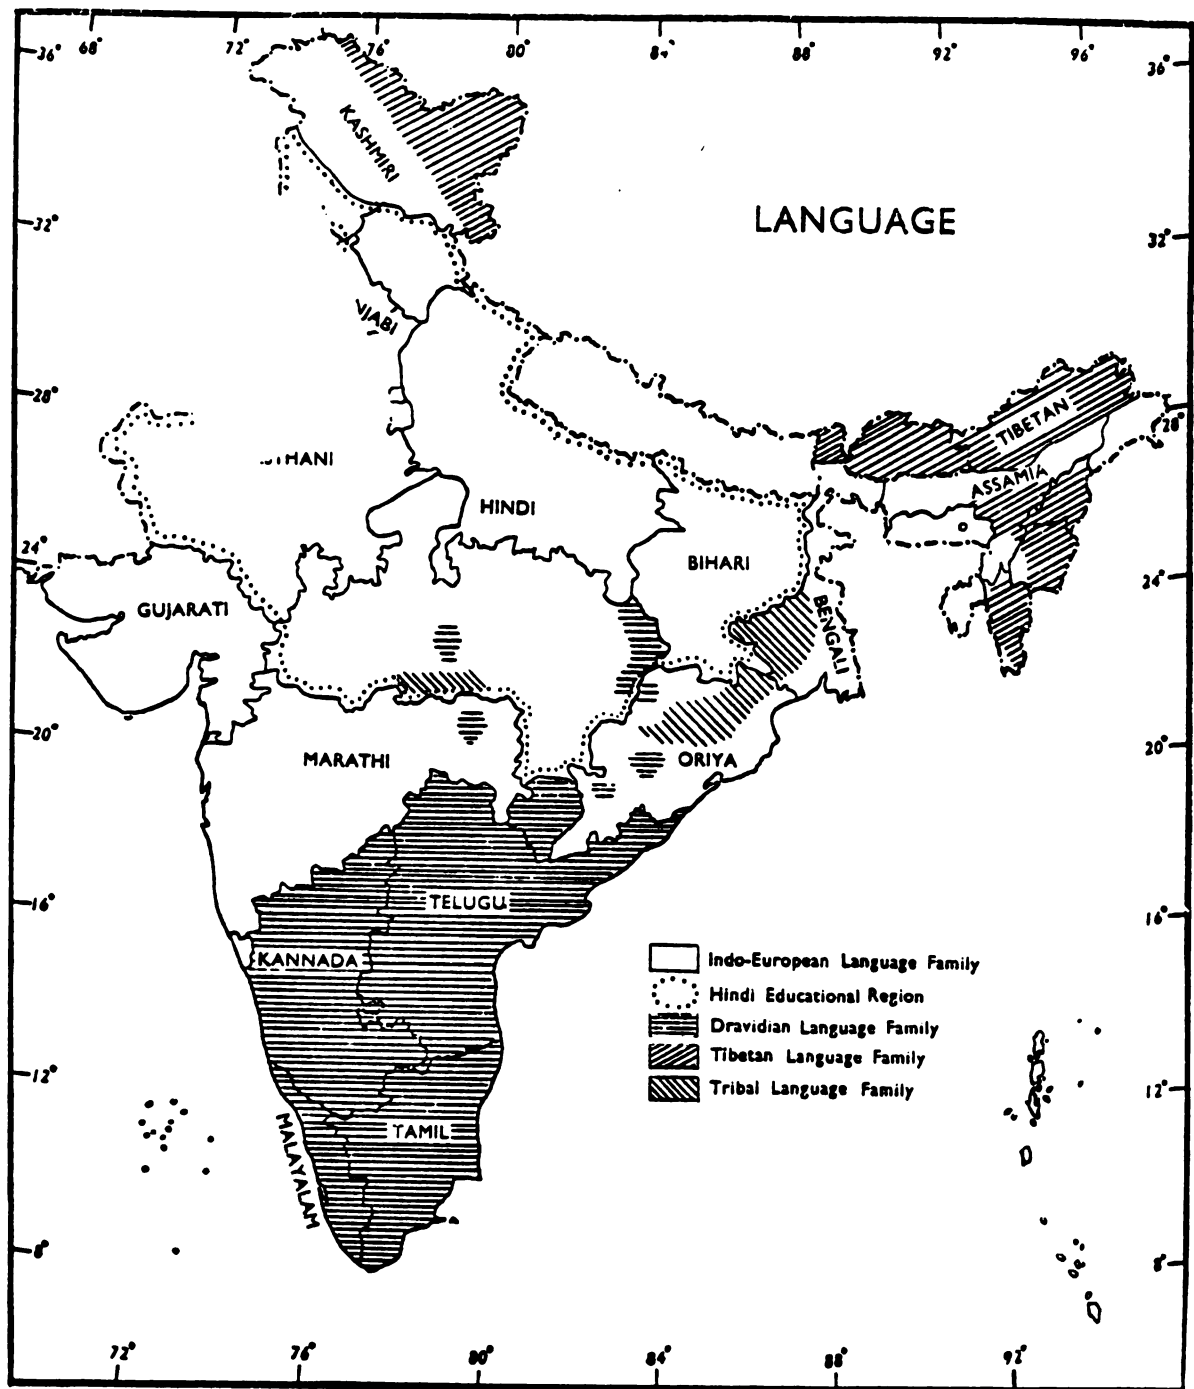 68° 72° 76° 80° 84° 88° 92° 96°
36° 36°
KASHMIRI
32° LANGUAGE 32°
28° TIBETAN 28°
HINDI ASSAMIA
24° BIHARI 24°
GUJARATI BENGALI
20° MARATHI ORIYA 20°
16° TELUGU 16°
KANNADA
Indo-European Language Family
Hindi Educational Region
Dravidian Language Family
Tibetan Language Family
Tribal Language Family
12° 12°
MALAYALAM TAMIL
8° 8°
72° 76° 80° 84° 88° 92°